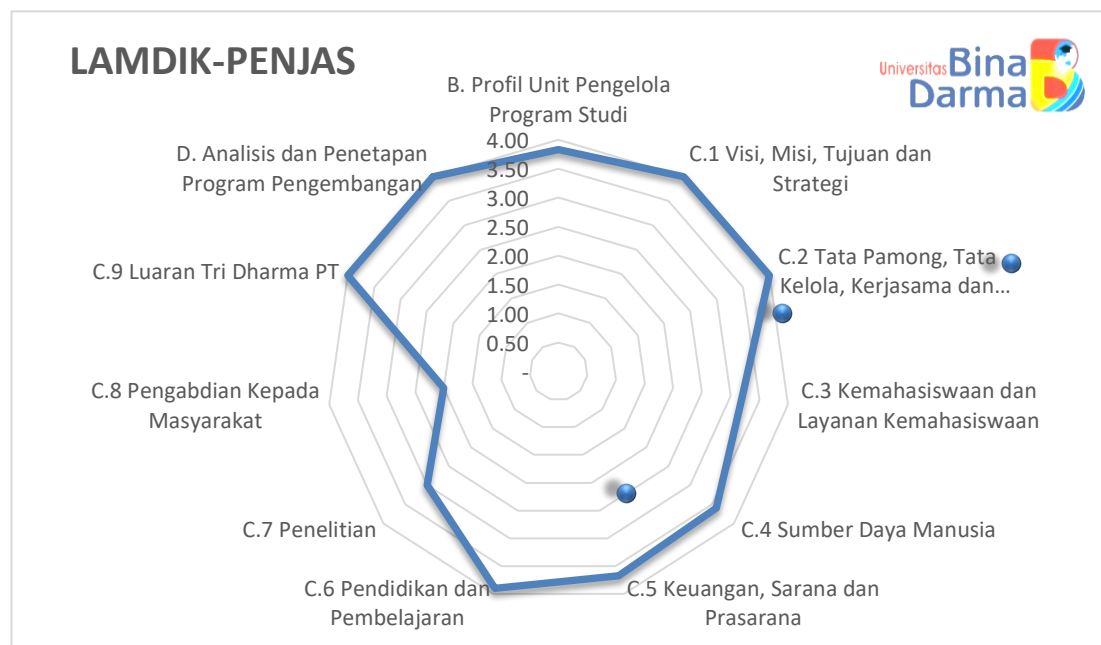 LAMDIK-PENJAS
Universitas Bina
Darma
B. Profil Unit Pengelola
Program Studi
C.1 Visi, Misi, Tujuan dan
Strategi
C.2 Tata Pamong, Tata
Kelola, Kerjasama dan…
C.3 Kemahasiswaan dan
Layanan Kemahasiswaan
C.4 Sumber Daya Manusia
C.5 Keuangan, Sarana dan
Prasarana
C.6 Pendidikan dan
Pembelajaran
C.7 Penelitian
C.8 Pengabdian Kepada
Masyarakat
C.9 Luaran Tri Dharma PT
D. Analisis dan Penetapan
Program Pengembangan
4.00
3.50
3.00
2.50
2.00
1.50
1.00
0.50
-